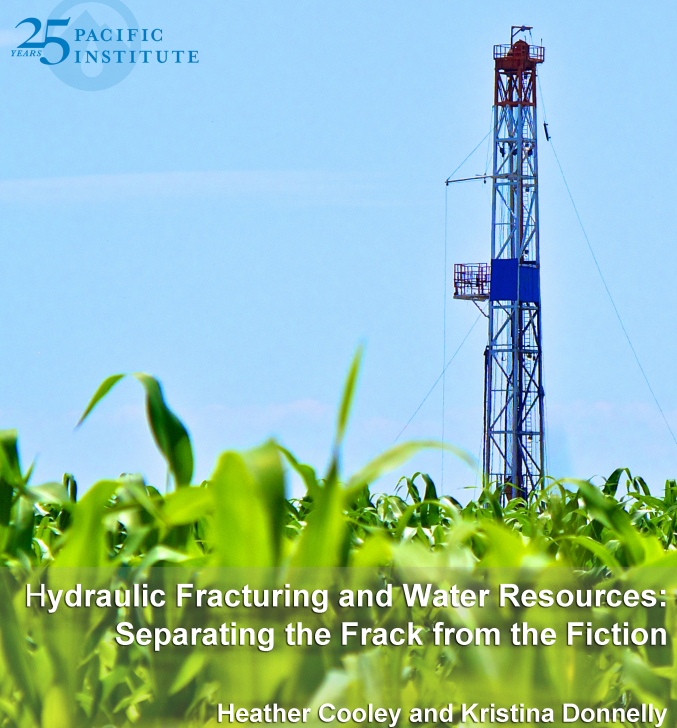 25 PACIFIC
YEARS INSTITUTE
Hydraulic Fracturing and Water Resources:
Separating the Frack from the Fiction
Heather Cooley and Kristina Donnelly